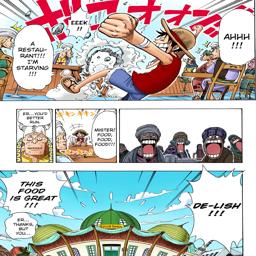 EEEK!!
AHHH
!!!
A
RESTAU-
RANT!!!
I'M
STARVING
!!!
ER... YOU'D
BETTER
RUN.
MISTER!
FOOD,
FOOD,
FOOD!!!
THIS
FOOD IS
GREAT !!!
DE-LISH
!!!
ER...
THANKS,
BUT
YOU...